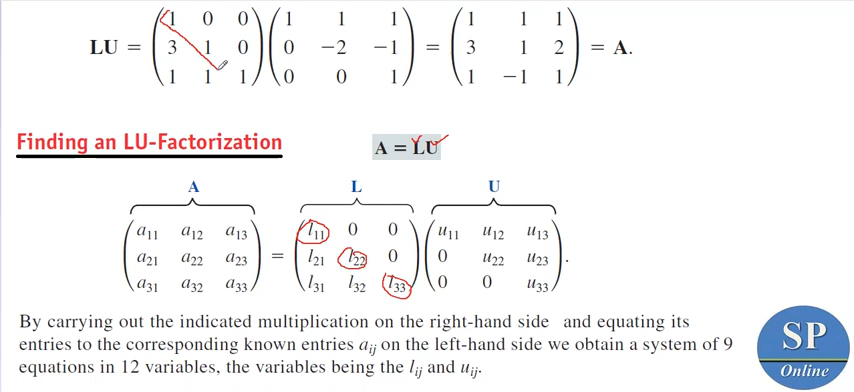 LU = (1 0 0; 3 1 0; 1 1 1) (1 1 1; 0 −2 −1; 0 0 1) = (1 1 1; 3 1 2; 1 −1 1) = A.
Finding an LU-Factorization
A = LU
A L U
(a₁₁ a₁₂ a₁₃; a₂₁ a₂₂ a₂₃; a₃₁ a₃₂ a₃₃) = (l₁₁ 0 0; l₂₁ l₂₂ 0; l₃₁ l₃₂ l₃₃) (u₁₁ u₁₂ u₁₃; 0 u₂₂ u₂₃; 0 0 u₃₃).
By carrying out the indicated multiplication on the right-hand side and equating its
entries to the corresponding known entries aᵢⱼ on the left-hand side we obtain a system of 9
equations in 12 variables, the variables being the lᵢⱼ and uᵢⱼ.
SP
Online